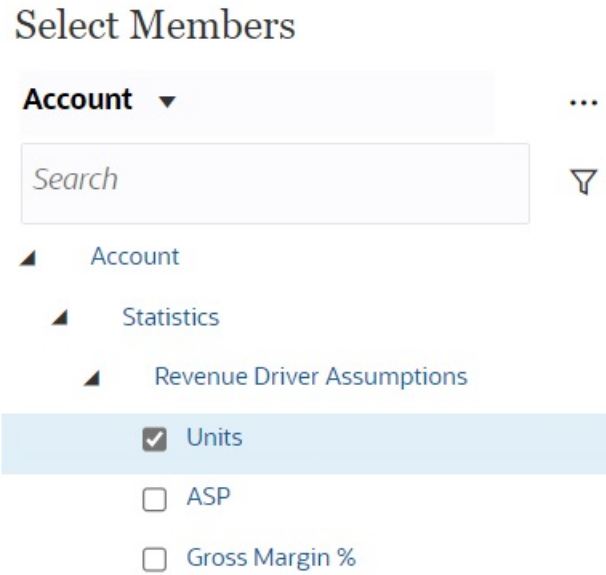 Select Members
Account
...
Search
Account
Statistics
Revenue Driver Assumptions
Units
ASP
Gross Margin %